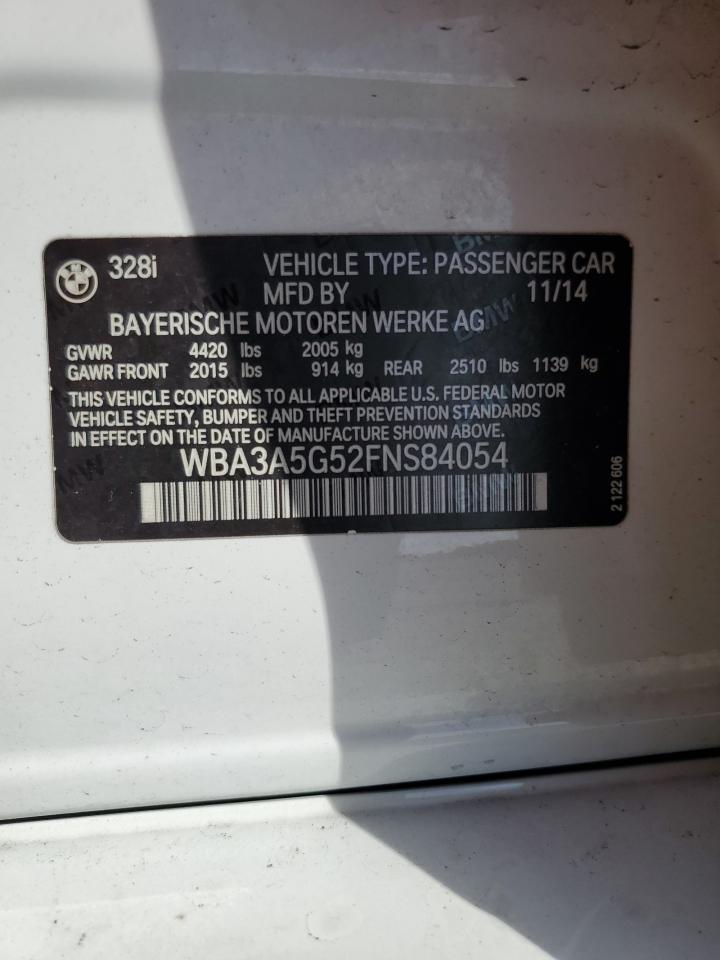 328i VEHICLE TYPE: PASSENGER CAR
MFD BY 11/14
BAYERISCHE MOTOREN WERKE AG
GVWR 4420 lbs 2005 kg
GAWR FRONT 2015 lbs 914 kg REAR 2510 lbs 1139 kg
THIS VEHICLE CONFORMS TO ALL APPLICABLE U.S. FEDERAL MOTOR
VEHICLE SAFETY, BUMPER AND THEFT PREVENTION STANDARDS
IN EFFECT ON THE DATE OF MANUFACTURE SHOWN ABOVE.
WBA3A5G52FNS84054
2 122 606